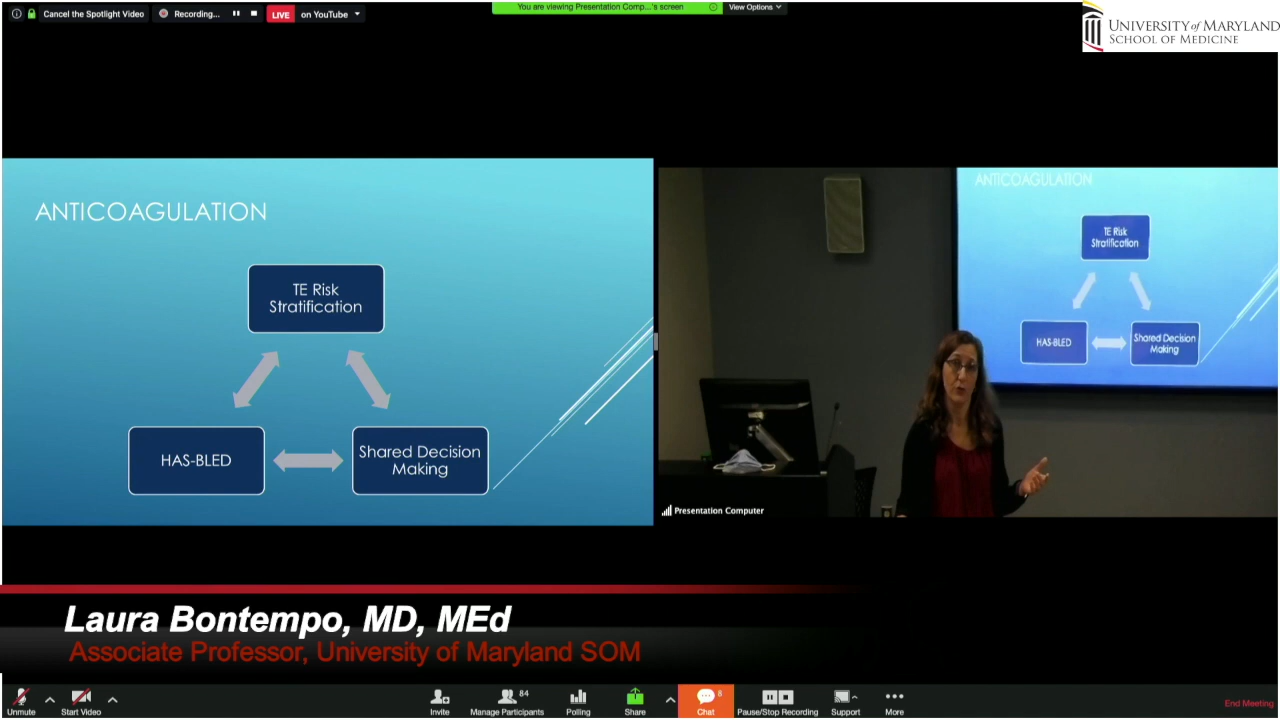 Cancel the Spotlight Video
Recording...
LIVE on YouTube
You are viewing Presentation Comp...'s screen
View Options
UNIVERSITY of MARYLAND
SCHOOL OF MEDICINE
ANTICOAGULATION
TE Risk
Stratification
HAS-BLED
Shared Decision
Making
ANTICOAGULATION
TE Risk
Stratification
HAS-BLED
Shared Decision
Making
Presentation Computer
Laura Bontempo, MD, MEd
Associate Professor, University of Maryland SOM
Unmute
Start Video
Invite
84
Manage Participants
Polling
Share
8
Chat
Pause/Stop Recording
Support
More
End Meeting